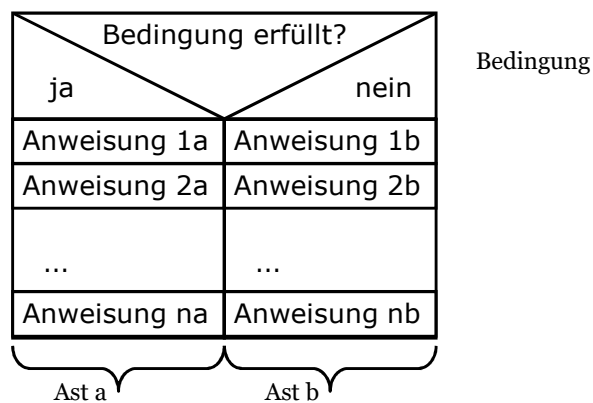 Bedingung erfüllt?
Bedingung
ja nein
Anweisung 1a Anweisung 1b
Anweisung 2a Anweisung 2b
... ...
Anweisung na Anweisung nb
Ast a Ast b